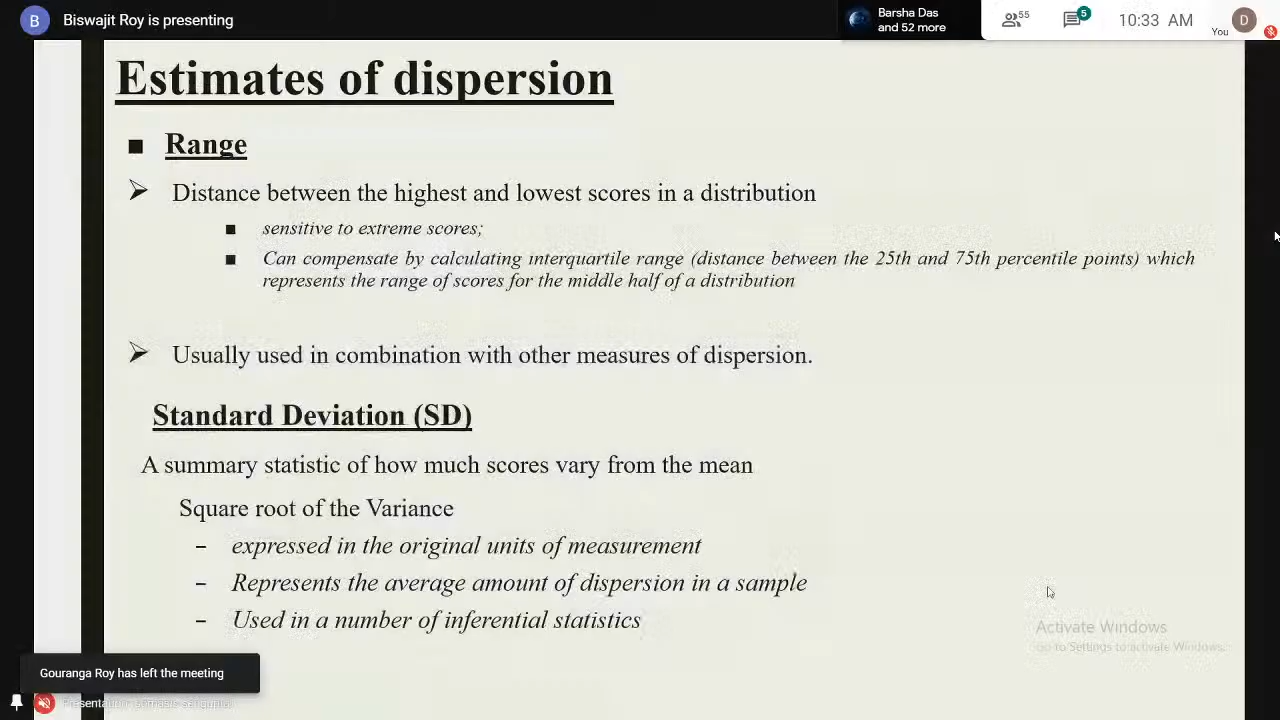 B Biswajit Roy is presenting
Barsha Das
and 52 more
55
5
10:33 AM
You
D
Estimates of dispersion
■ Range
➢ Distance between the highest and lowest scores in a distribution
■ sensitive to extreme scores;
■ Can compensate by calculating interquartile range (distance between the 25th and 75th percentile points) which
represents the range of scores for the middle half of a distribution
➢ Usually used in combination with other measures of dispersion.
Standard Deviation (SD)
A summary statistic of how much scores vary from the mean
Square root of the Variance
– expressed in the original units of measurement
– Represents the average amount of dispersion in a sample
– Used in a number of inferential statistics
Activate Windows
Go to Settings to activate Windows.
Gouranga Roy has left the meeting